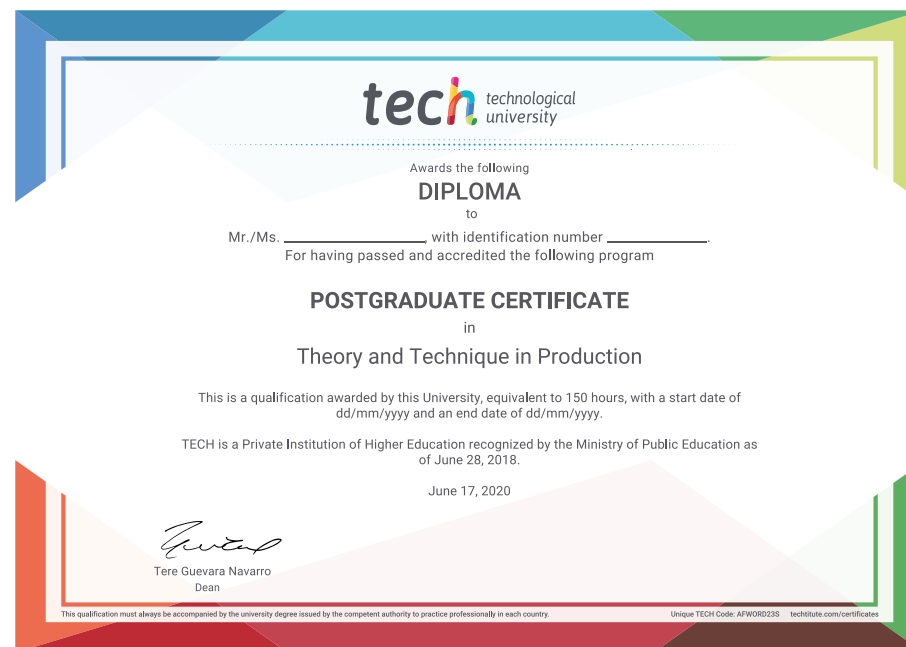 tech technological
university
Awards the following
DIPLOMA
to
Mr./Ms. ____________________, with identification number ______________.
For having passed and accredited the following program
POSTGRADUATE CERTIFICATE
in
Theory and Technique in Production
This is a qualification awarded by this University, equivalent to 150 hours, with a start date of
dd/mm/yyyy and an end date of dd/mm/yyyy.
TECH is a Private Institution of Higher Education recognized by the Ministry of Public Education as
of June 28, 2018.
June 17, 2020
Tere Guevara Navarro
Dean
This qualification must always be accompanied by the university degree issued by the competent authority to practice professionally in each country.
Unique TECH Code: AFWORD23S techtitute.com/certificates